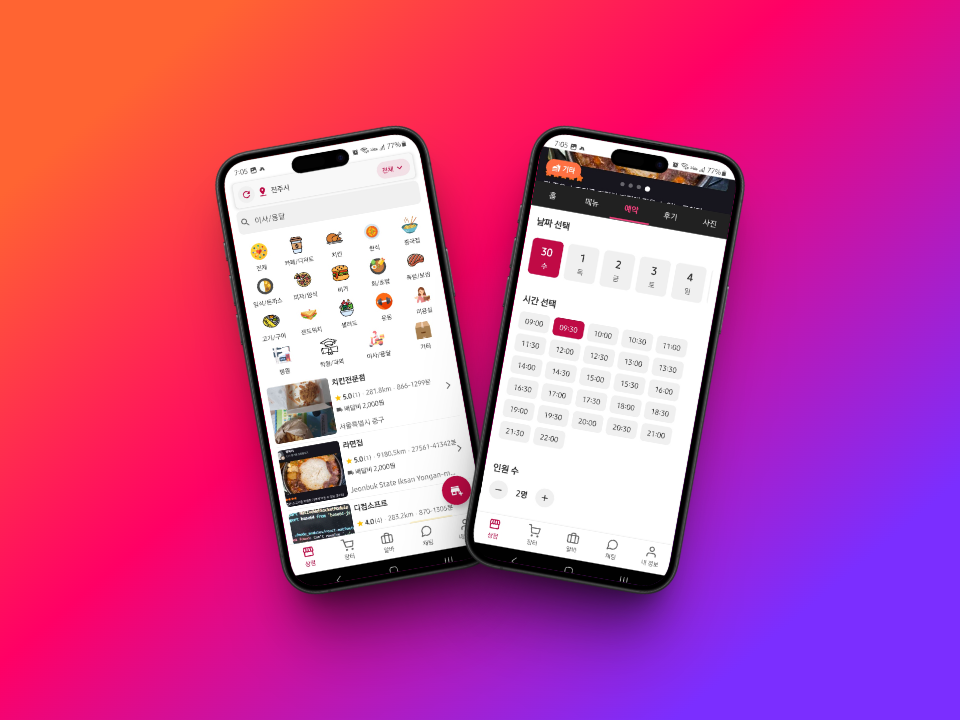 7:05
77%
전주시
전체
이사/용달
전체
카페/디저트
치킨
한식
중국집
일식/돈까스
피자/양식
버거
회/초밥
족발/보쌈
고기/구이
샌드위치
샐러드
운동
미용실
병원
학원/과외
이사/용달
기타
치킨전문점
5.0(1) · 281.8km · 866-1299분
배달비 2,000원
서울특별시 중구
라면집
5.0(1) · 9180.5km · 27561-41342분
배달비 2,000원
Jeonbuk State Iksan Yongan-m...
디점소프트
4.0(4) · 283.2km · 870-1305분
상점
장터
알바
채팅
7:05
77%
기타
홈
메뉴
예약
후기
사진
날짜 선택
30
1
2
3
4
수
목
금
토
일
시간 선택
09:00
09:30
10:00
10:30
11:00
11:30
12:00
12:30
13:00
13:30
14:00
14:30
15:00
15:30
16:00
16:30
17:00
17:30
18:00
18:30
19:00
19:30
20:00
20:30
21:00
21:30
22:00
인원 수
2명
상점
장터
알바
채팅
내 정보